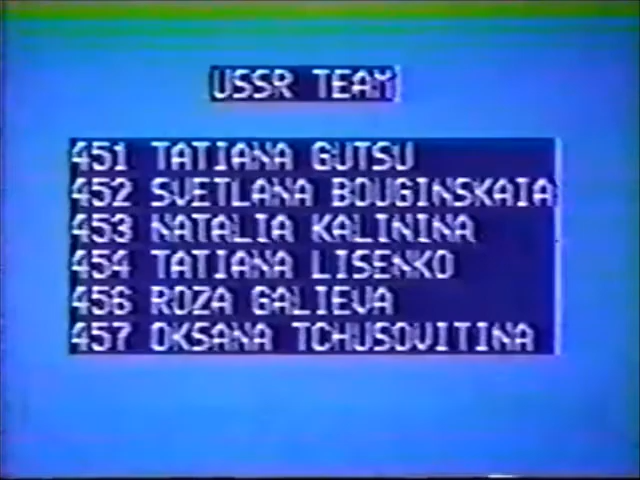 USSR TEAM
451 TATIANA GUTSU
452 SVETLANA BOUGINSKAIA
453 NATALIA KALININA
454 TATIANA LISENKO
456 ROZA GALIEVA
457 OKSANA TCHUSOVITINA